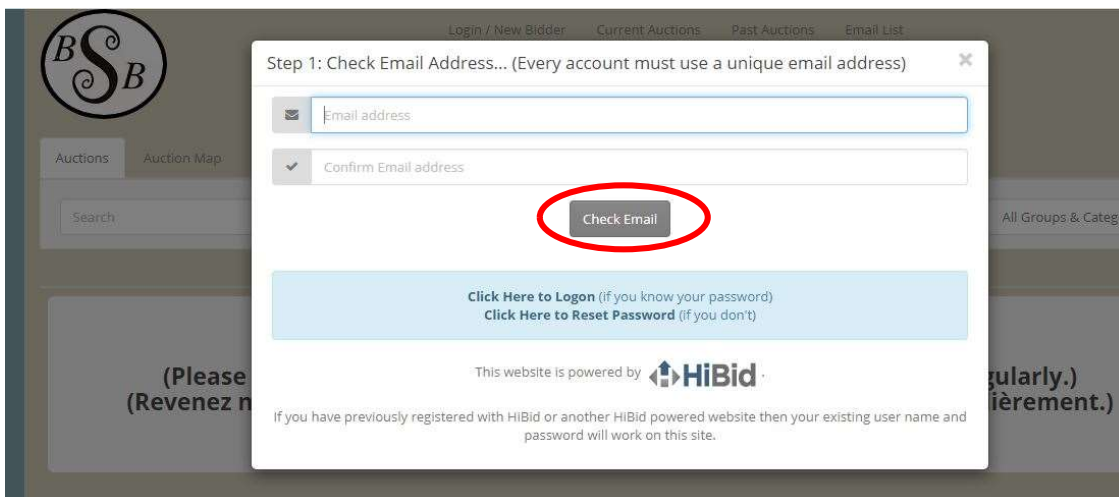 BSB
Login / New Bidder Current Auctions Past Auctions Email List
Step 1: Check Email Address... (Every account must use a unique email address) ×
Email address
Confirm Email address
Auctions Auction Map
Search
Check Email
All Groups & Categ
Click Here to Logon (if you know your password)
Click Here to Reset Password (if you don't)
This website is powered by HiBid .
(Please
gularly.)
(Revenez n
ièrement.)
If you have previously registered with HiBid or another HiBid powered website then your existing user name and
password will work on this site.